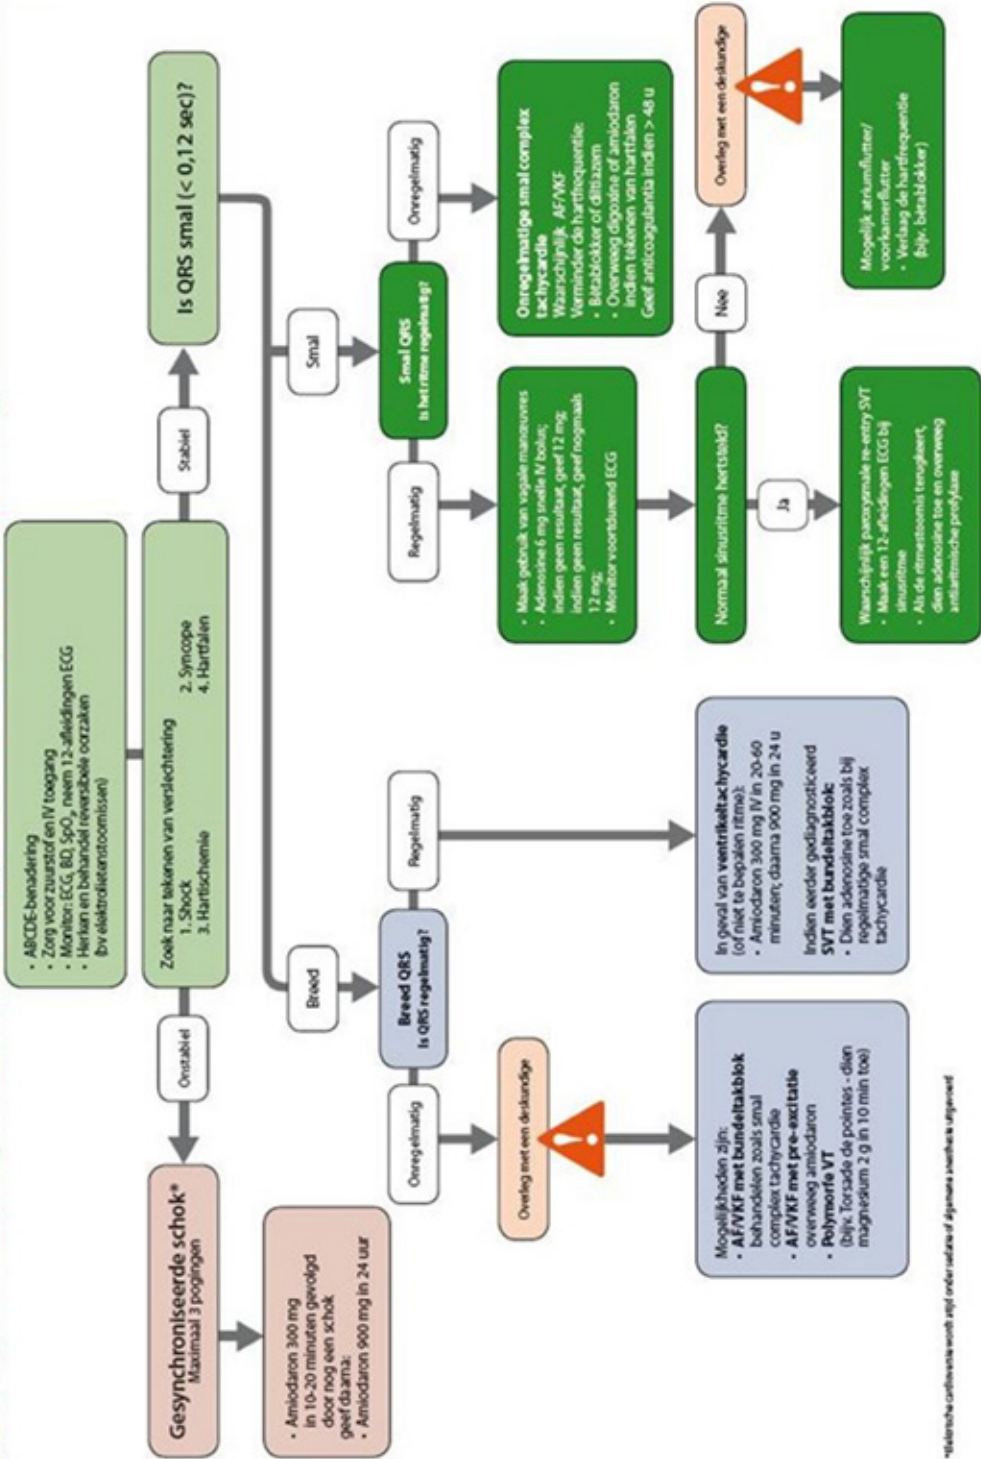 • ABCDE-benadering
• Zorg voor zuurstof en IV toegang
• Monitor: ECG, BD, SpO₂, neem 12-afleidingen ECG
• Herken en behandel reversibele oorzaken
(bv elektrolietenstoornissen)
Zoek naar tekenen van verslechtering
1. Shock
2. Syncope
3. Hartischemie
4. Hartfalen
Onstabiel
Stabiel
Gesynchroniseerde schok*
Maximaal 3 pogingen
• Amiodaron 300 mg
in 10-20 minuten gevolgd
door nog een schok
geef daarna:
• Amiodaron 900 mg in 24 uur
Is QRS smal (< 0,12 sec)?
Breed
Smal
Breed QRS
Is QRS regelmatig?
Smal QRS
Is het ritme regelmatig?
Onregelmatig
Regelmatig
Regelmatig
Onregelmatig
Overleg met een deskundige
Mogelijkheden zijn:
• AF/VKF met bundeltakblok
behandelen zoals smal
complex tachycardie
• AF/VKF met pre-excitatie
overweeg amiodaron
• Polymorfe VT
(bijv. Torsade de pointes - dien
magnesium 2 g in 10 min toe)
In geval van ventrikeltachycardie
(of niet te bepalen ritme):
• Amiodaron 300 mg IV in 20-60
minuten; daarna 900 mg in 24 u
Indien eerder gediagnosticeerd
SVT met bundeltakblok:
• Dien adenosine toe zoals bij
regelmatige smal complex
tachycardie
• Maak gebruik van vagale manœuvres
• Adenosine 6 mg snelle IV bolus;
indien geen resultaat, geef 12 mg;
indien geen resultaat, geef nogmaals
12 mg;
• Monitor voortdurend ECG
Onregelmatige smal complex
tachycardie
Waarschijnlijk AF/VKF
Verminder de hartfrequentie:
• Bètablokker of diltiazem
• Overweeg digoxine of amiodaron
indien tekenen van hartfalen
Geef anticoagulantia indien > 48 u
Normaal sinusritme hertsteld?
Ja
Nee
Overleg met een deskundige
Waarschijnlijk paroxysmale re-entry SVT
• Maak een 12-afleidingen ECG bij
sinusritme
• Als de ritmestoornis terugkeert,
dien adenosine toe en overweeg
antiaritmische profylaxe
Mogelijk atriumflutter/
voorkamerflutter
• Verlaag de hartfrequentie
(bijv. bètablokker)
*Elektrische cardioversie wordt altijd onder sedatie of algemene anesthesie uitgevoerd